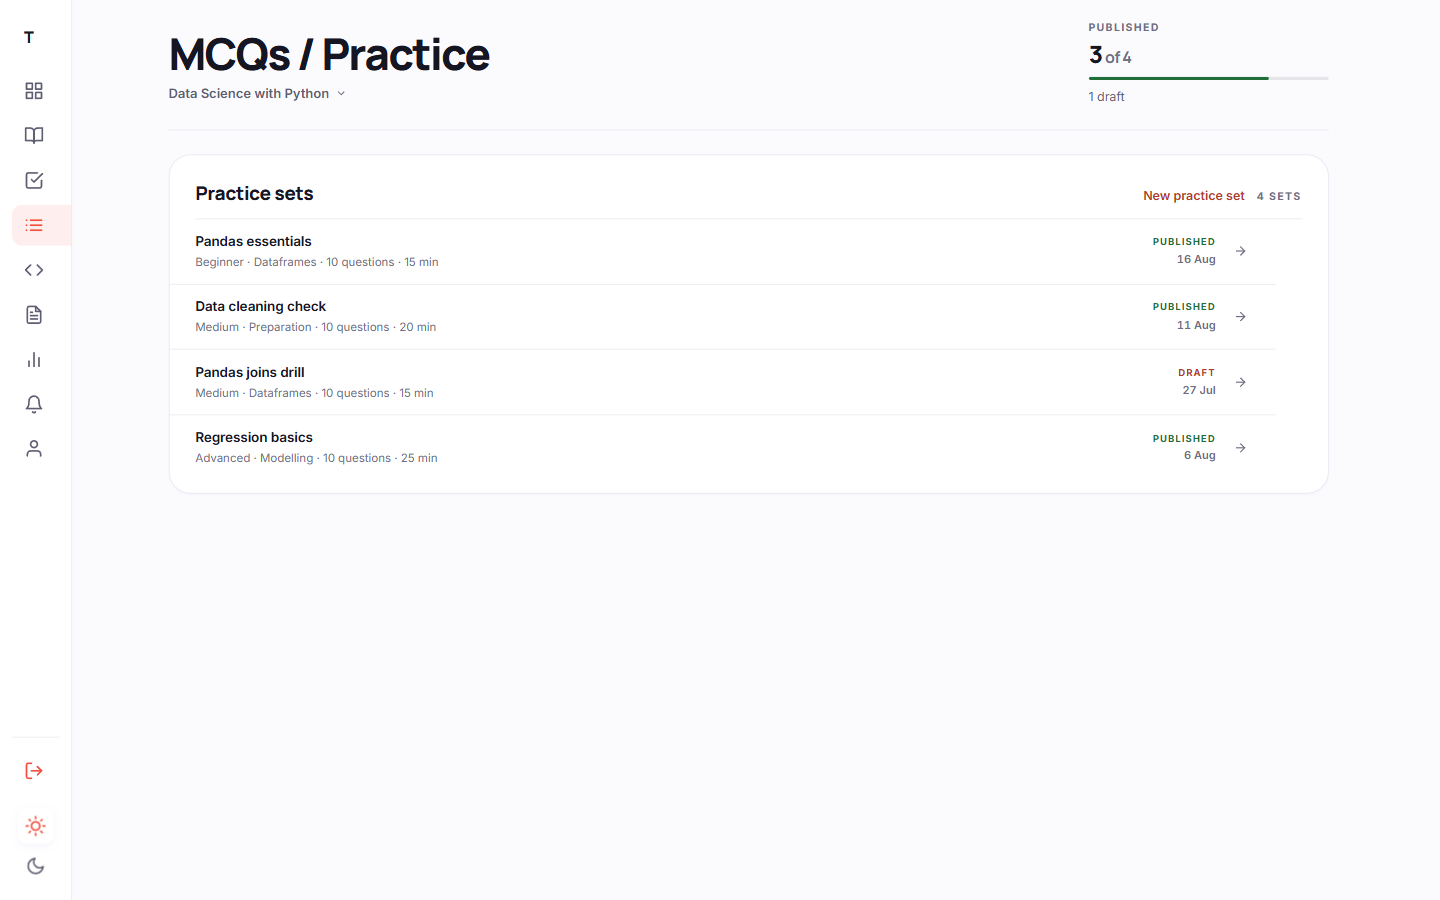 T
MCQs / Practice
Data Science with Python
PUBLISHED
3 of 4
1 draft
Practice sets
New practice set 4 SETS
Pandas essentials
Beginner · Dataframes · 10 questions · 15 min
PUBLISHED
16 Aug
Data cleaning check
Medium · Preparation · 10 questions · 20 min
PUBLISHED
11 Aug
Pandas joins drill
Medium · Dataframes · 10 questions · 15 min
DRAFT
27 Jul
Regression basics
Advanced · Modelling · 10 questions · 25 min
PUBLISHED
6 Aug